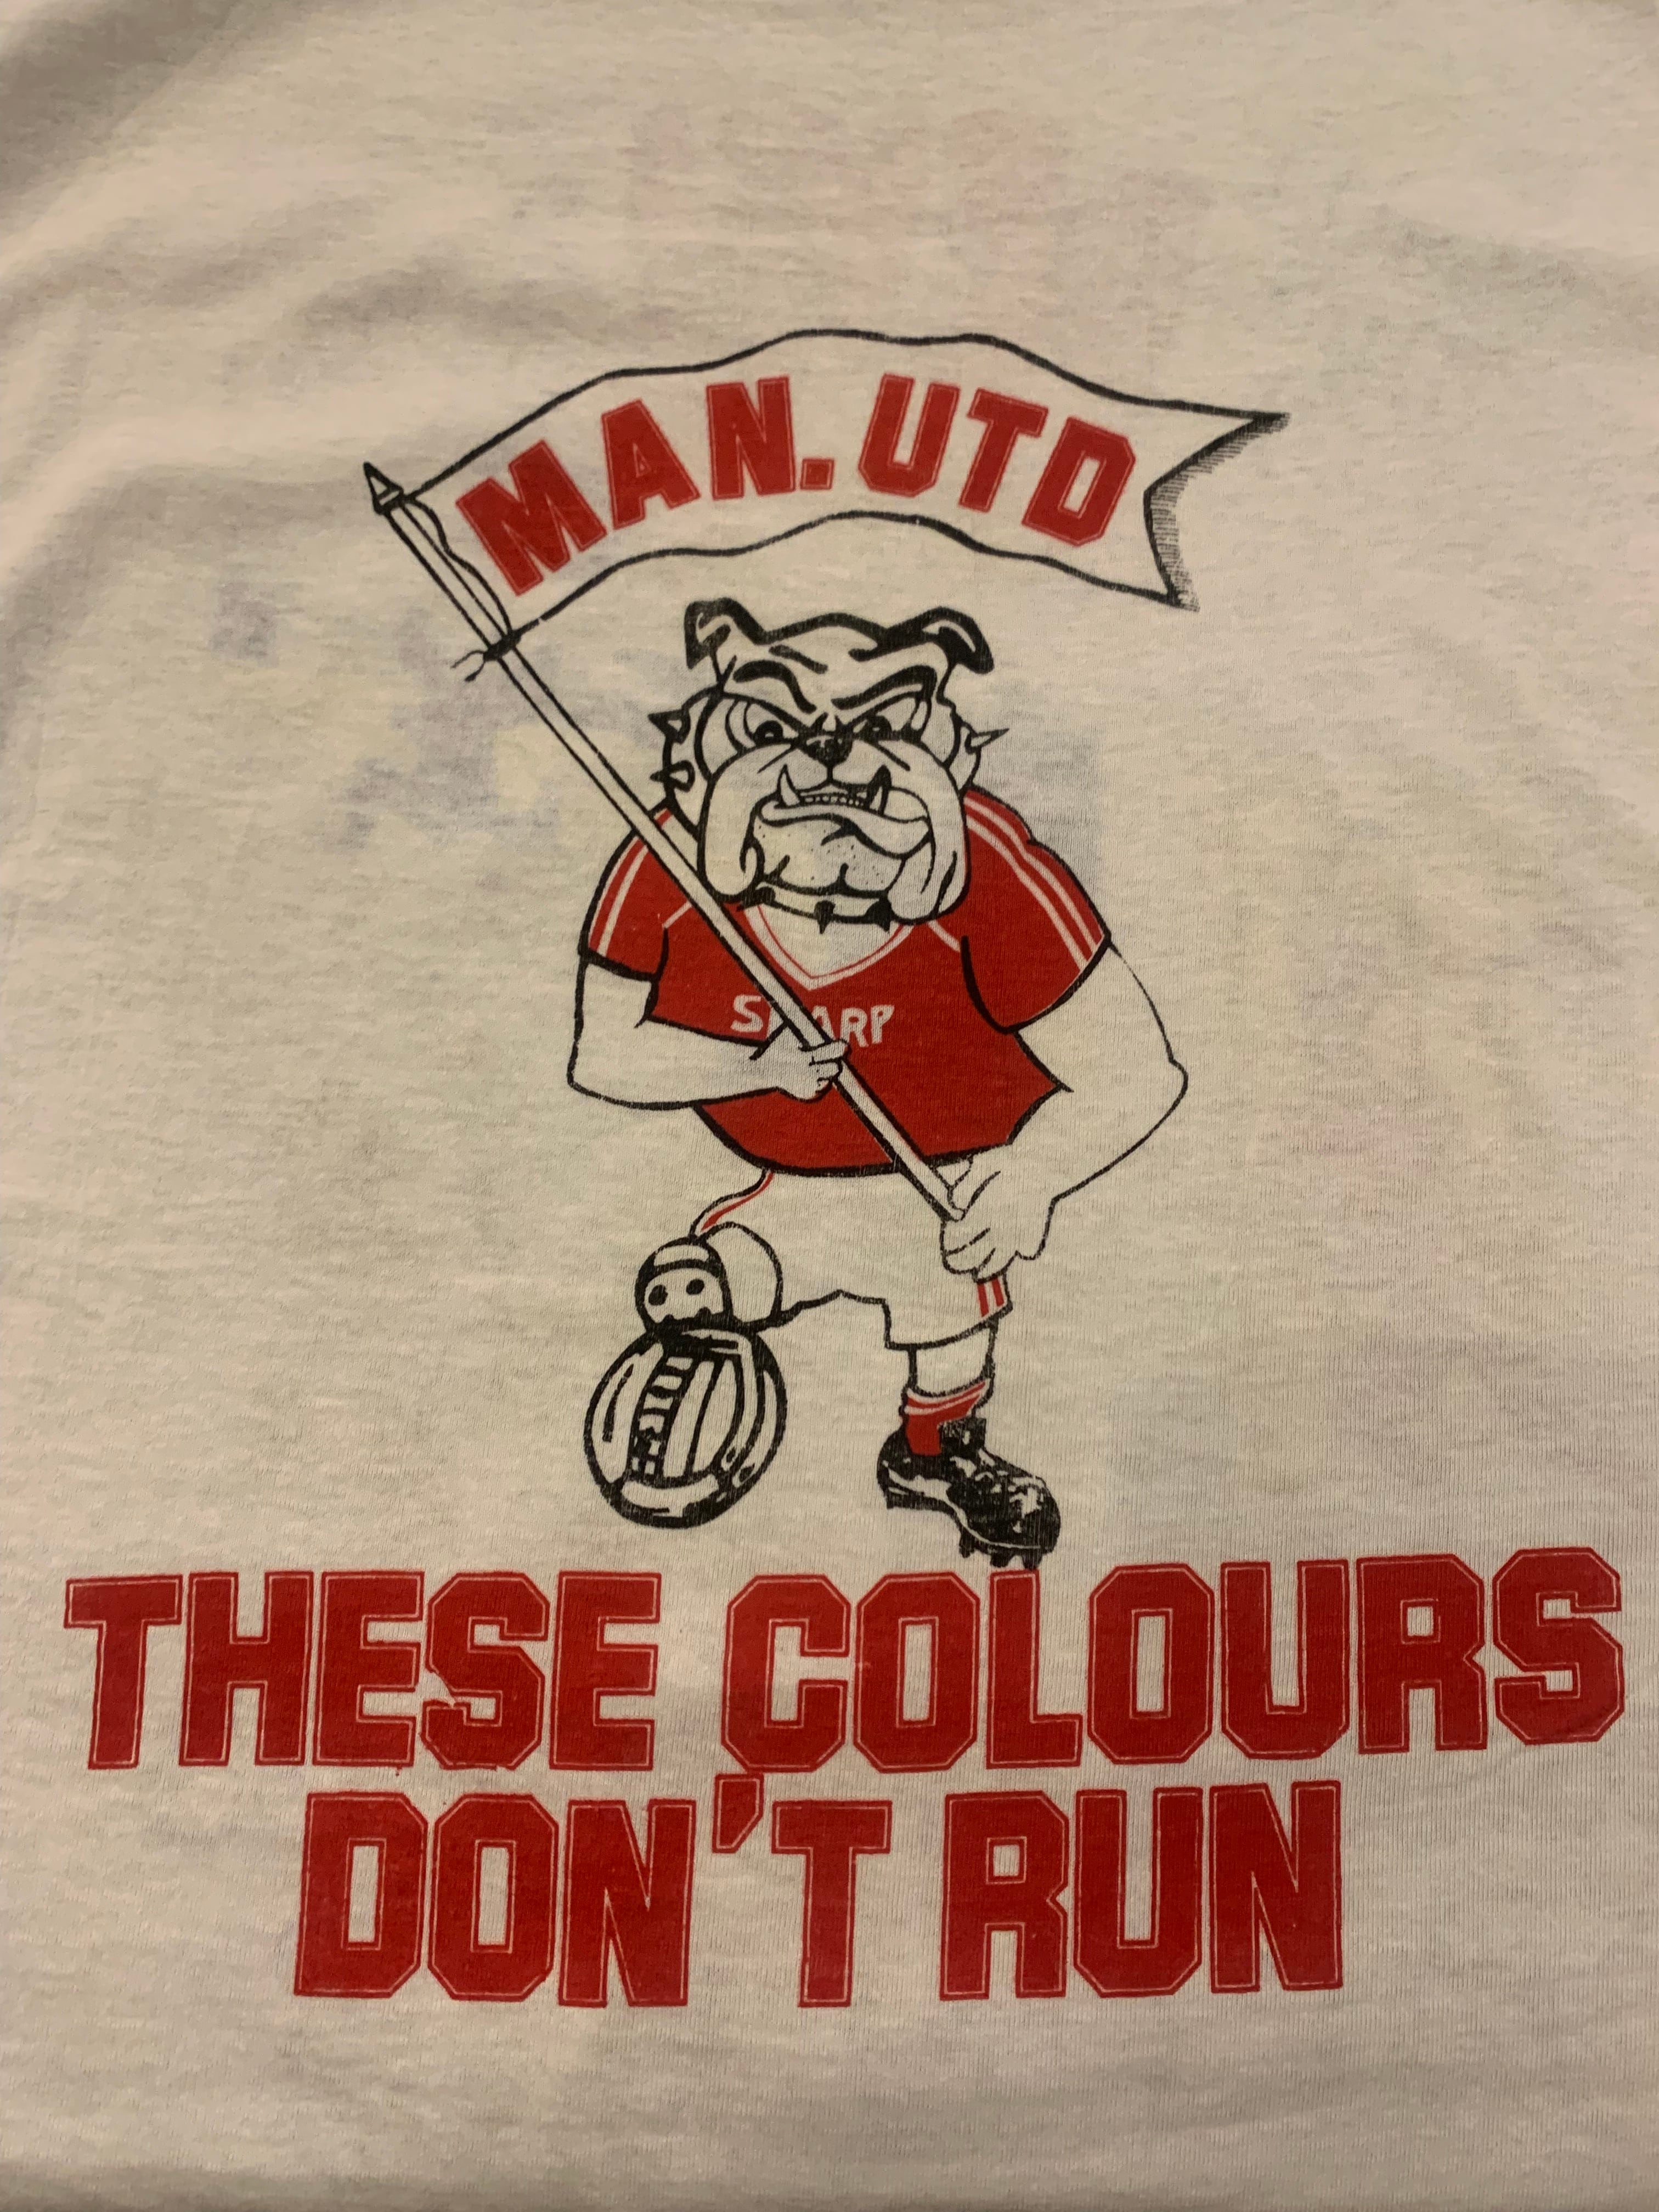 MAN. UTD
SHARP
THESE COLOURS
DON'T RUN